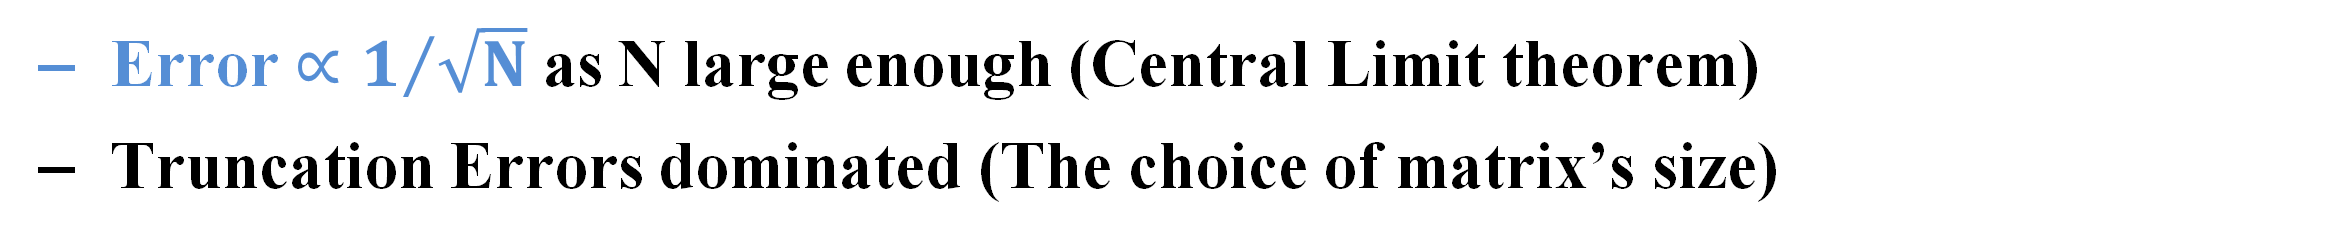 – Error ∝ 1/√N as N large enough (Central Limit theorem)
– Truncation Errors dominated (The choice of matrix’s size)